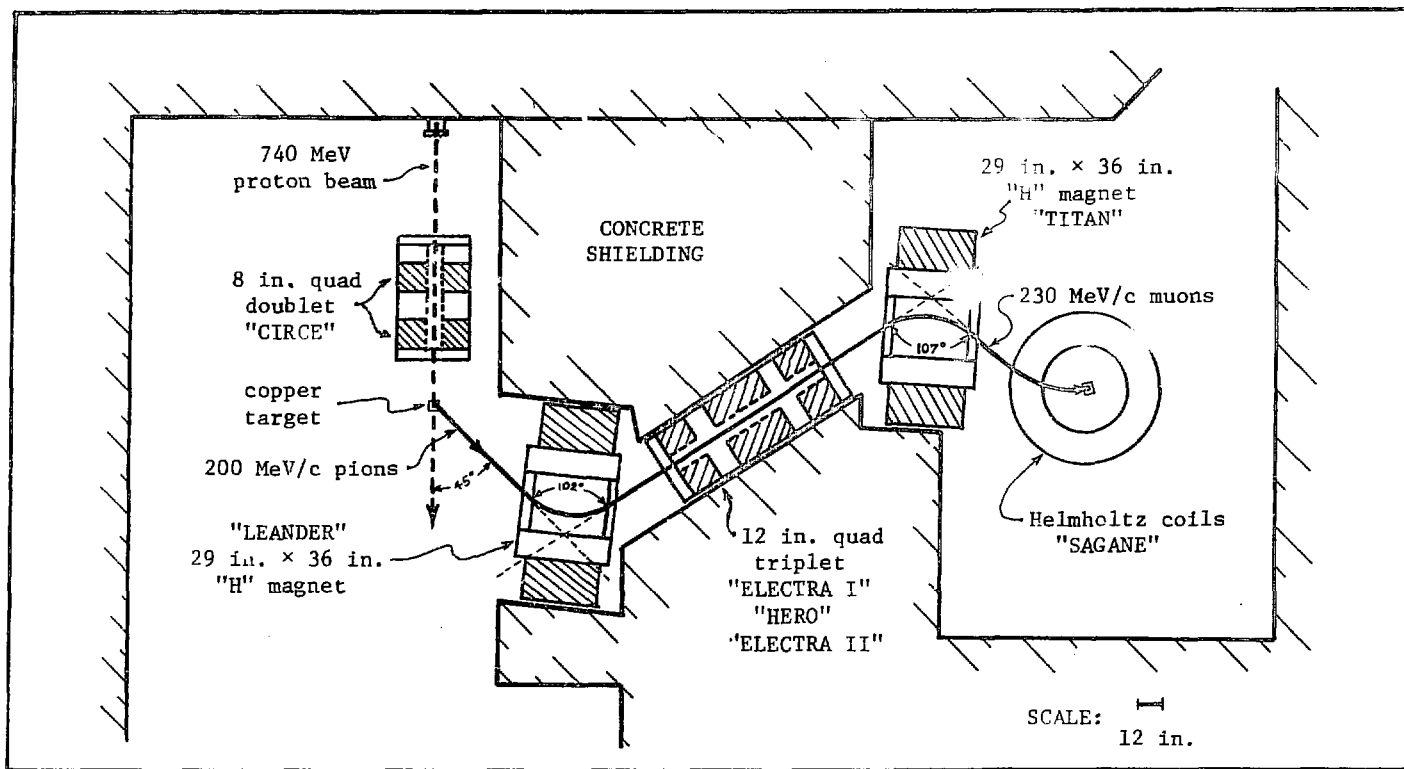 740 MeV
proton beam
8 in. quad
doublet
"CIRCE"
copper
target
200 MeV/c pions
45°
"LEANDER"
29 in. × 36 in.
"H" magnet
102°
CONCRETE
SHIELDING
12 in. quad
triplet
"ELECTRA I"
"HERO"
"ELECTRA II"
29 in. × 36 in.
"H" magnet
"TITAN"
107°
230 MeV/c muons
Helmholtz coils
"SAGANE"
SCALE:
12 in.